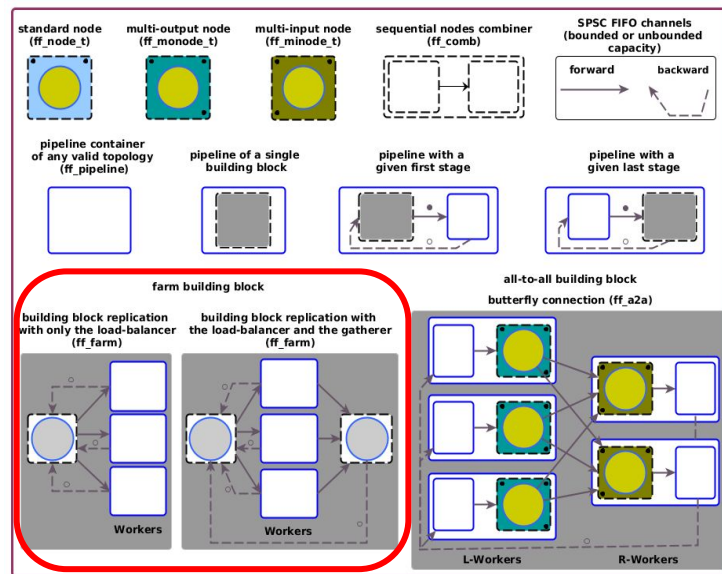 standard node
(ff_node_t)
multi-output node
(ff_monode_t)
multi-input node
(ff_minode_t)
sequential nodes combiner
(ff_comb)
SPSC FIFO channels
(bounded or unbounded
capacity)
forward
backward
pipeline container
of any valid topology
(ff_pipeline)
pipeline of a single
building block
pipeline with a
given first stage
pipeline with a
given last stage
farm building block
building block replication
with only the load-balancer
(ff_farm)
Workers
building block replication with
the load-balancer and the gatherer
(ff_farm)
Workers
all-to-all building block
butterfly connection (ff_a2a)
L-Workers
R-Workers